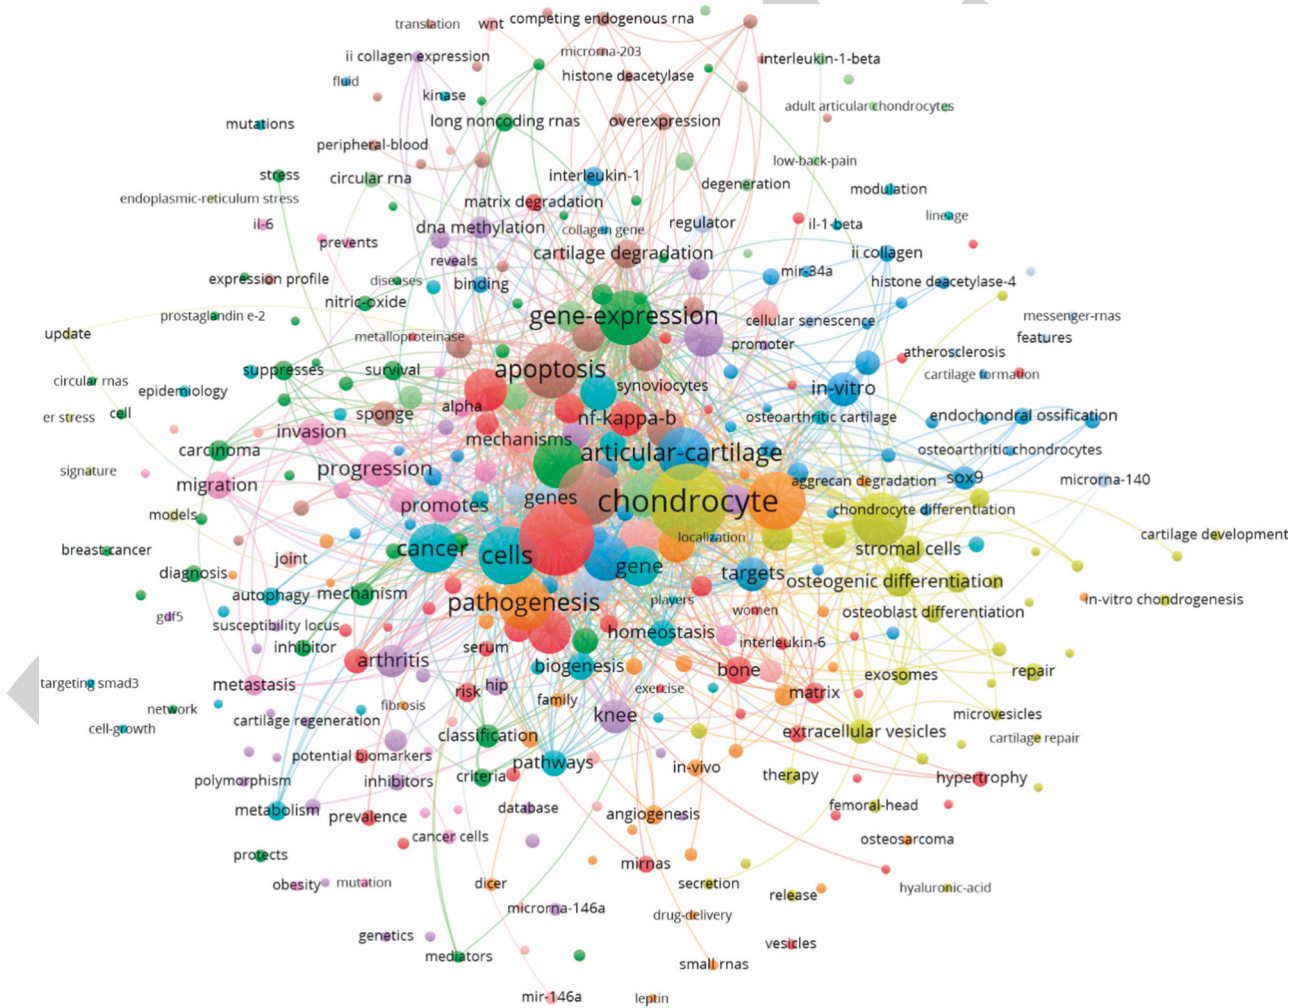 competing endogenous rna
translation
wnt
ii collagen expression
microrna-203
interleukin-1-beta
histone deacetylase
fluid
kinase
adult articular chondrocytes
mutations
long noncoding rnas
overexpression
peripheral-blood
low-back-pain
stress
circular rna
interleukin-1
degeneration
modulation
endoplasmic-reticulum stress
matrix degradation
lineage
il-6
dna methylation
collagen gene
regulator
il-1-beta
prevents
reveals
cartilage degradation
ii collagen
expression profile
diseases
binding
mir-34a
histone deacetylase-4
nitric-oxide
prostaglandin e-2
gene-expression
cellular senescence
messenger-rnas
update
metalloproteinase
promoter
features
atherosclerosis
suppresses
survival
apoptosis
cartilage formation
circular rnas
epidemiology
synoviocytes
in-vitro
er stress
cell
sponge
alpha
nf-kappa-b
osteoarthritic cartilage
endochondral ossification
invasion
mechanisms
carcinoma
articular-cartilage
osteoarthritic chondrocytes
signature
progression
migration
aggrecan degradation
sox9
microrna-140
promotes
genes
chondrocyte
chondrocyte differentiation
models
localization
cartilage development
breast-cancer
cancer
cells
stromal cells
joint
gene
diagnosis
targets
osteogenic differentiation
autophagy
mechanism
pathogenesis
players
women
osteoblast differentiation
in-vitro chondrogenesis
gdf5
susceptibility locus
homeostasis
interleukin-6
inhibitor
serum
arthritis
biogenesis
bone
exosomes
repair
targeting smad3
metastasis
risk
hip
exercise
matrix
network
fibrosis
family
knee
microvesicles
cell-growth
cartilage regeneration
classification
extracellular vesicles
cartilage repair
potential biomarkers
pathways
in-vivo
therapy
hypertrophy
polymorphism
inhibitors
criteria
metabolism
prevalence
database
angiogenesis
femoral-head
cancer cells
osteosarcoma
protects
mirnas
obesity
mutation
dicer
secretion
release
hyaluronic-acid
microrna-146a
drug-delivery
genetics
vesicles
mediators
small rnas
mir-146a
leptin